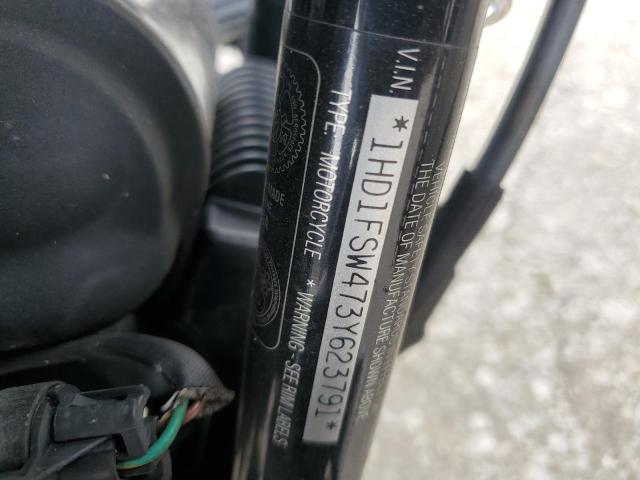 V.I.N.
*1HD1FSW473Y623791*
TYPE: MOTORCYCLE * WARNING - SEE RIM LABELS
THE DATE OF MANUFACTURE SHOWN ABOVE